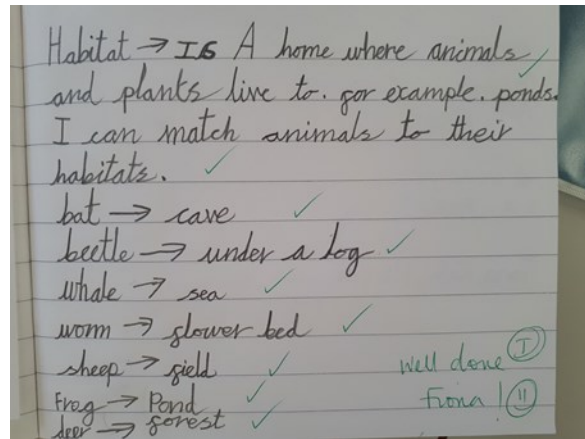 Habitat → Is A home where animals
and plants live to. for example. ponds.
I can match animals to their
habitats.
bat → cave
beetle → under a log
whale → sea
worm → flower bed
sheep → field
Frog → Pond
deer → forest
well done I
Fiona!